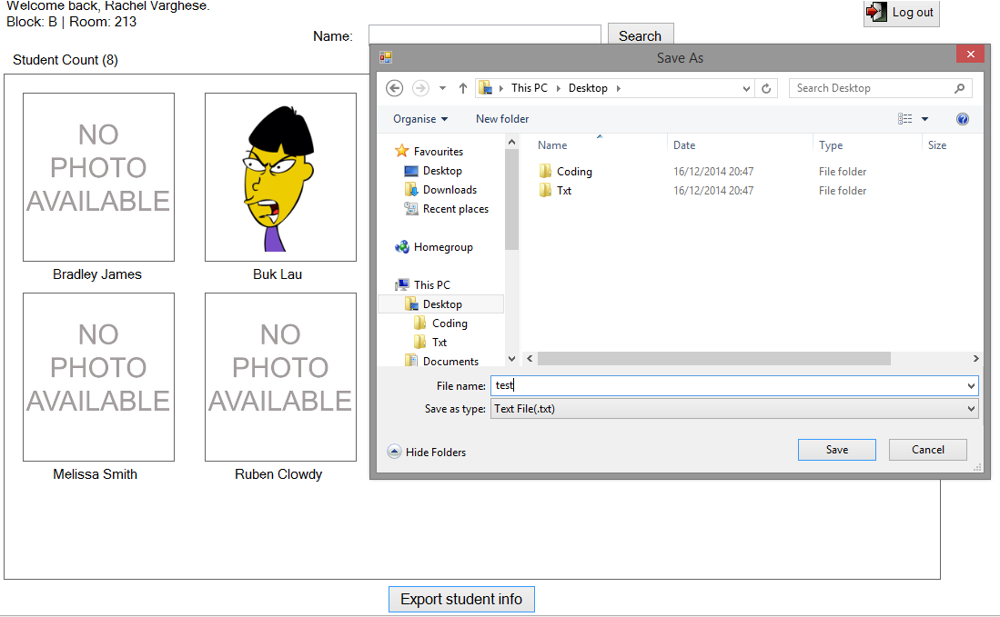 Welcome back, Rachel Varghese.
Block: B | Room: 213
Log out
Name:
Search
Student Count (8)
NO
PHOTO
AVAILABLE
Bradley James
Buk Lau
NO
PHOTO
AVAILABLE
Melissa Smith
NO
PHOTO
AVAILABLE
Ruben Clowdy
Save As
This PC
Desktop
Search Desktop
Organise
New folder
Favourites
Desktop
Downloads
Recent places
Homegroup
This PC
Desktop
Coding
Txt
Documents
Name Date Type Size
Coding 16/12/2014 20:47 File folder
Txt 16/12/2014 20:47 File folder
File name: test
Save as type: Text File(.txt)
Hide Folders
Save
Cancel
Export student info